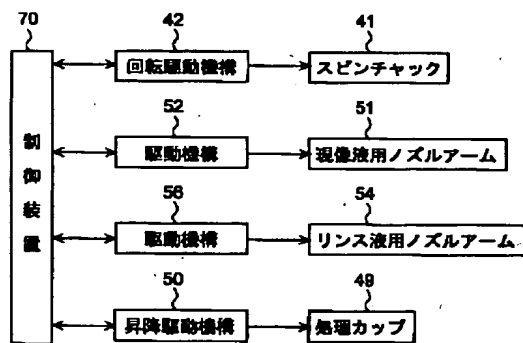 70
制御装置
42
回転駆動機構
41
スピンチャック
52
駆動機構
51
現像液用ノズルアーム
56
駆動機構
54
リンス液用ノズルアーム
50
昇降駆動機構
49
処理カップ